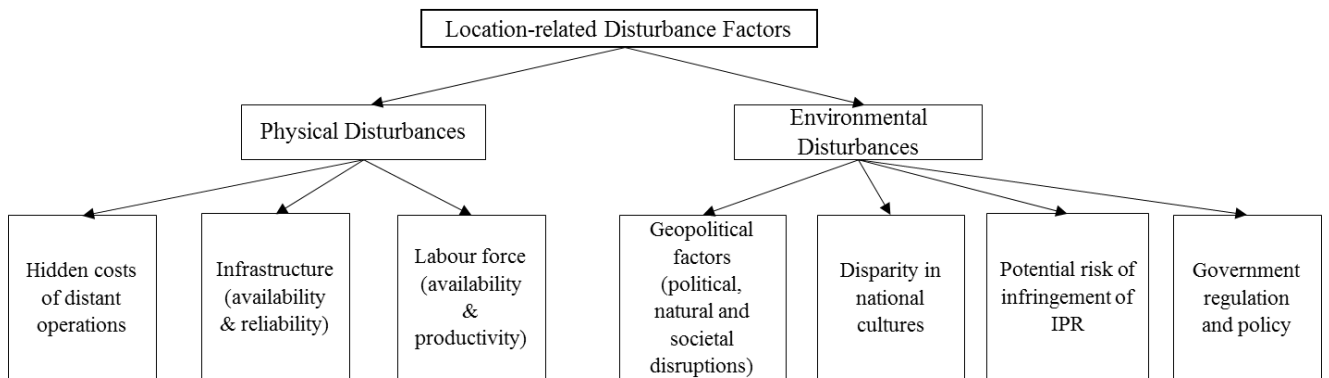 Location-related Disturbance Factors
Physical Disturbances
Environmental
Disturbances
Hidden costs
of distant
operations
Infrastructure
(availability
& reliability)
Labour force
(availability
&
productivity)
Geopolitical
factors
(political,
natural and
societal
disruptions)
Disparity in
national
cultures
Potential risk of
infringement of
IPR
Government
regulation
and policy